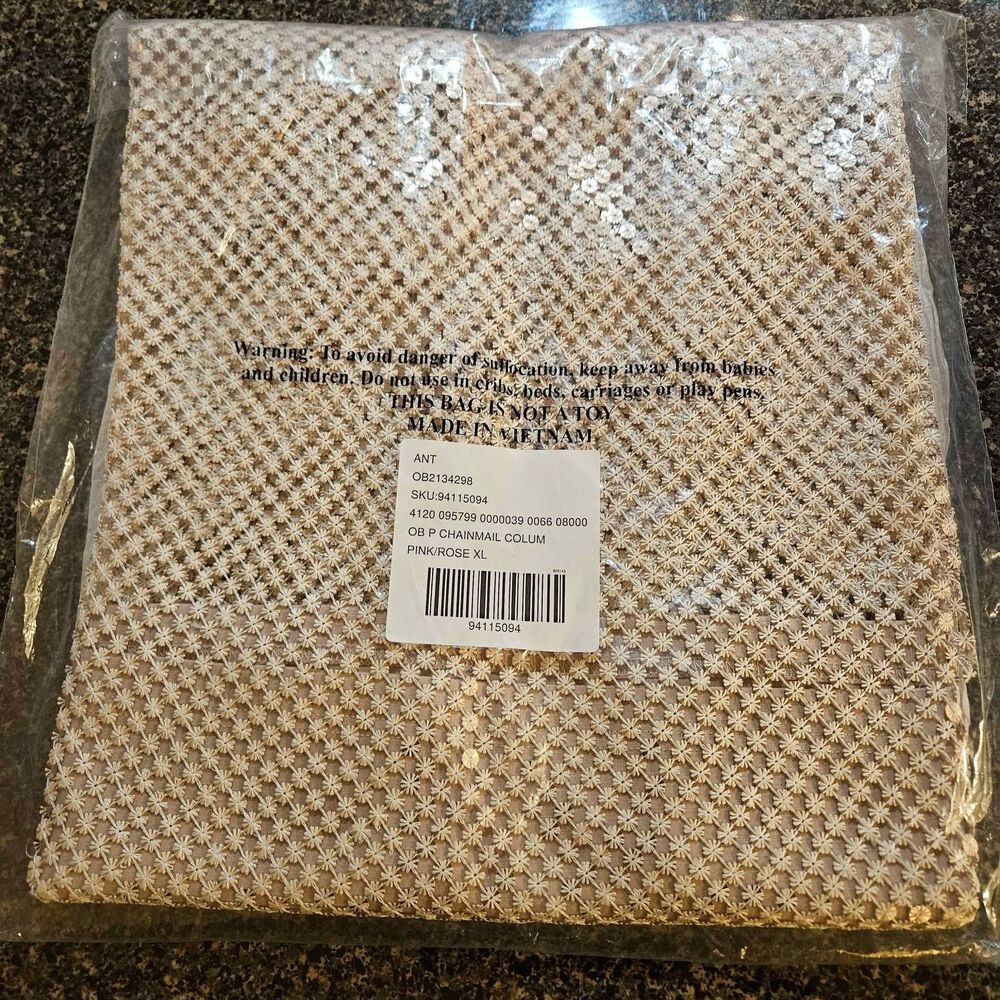 Warning: To avoid danger of suffocation, keep away from babies
and children. Do not use in cribs, beds, carriages or play pens.
THIS BAG IS NOT A TOY
MADE IN VIETNAM
ANT
OB2134298
SKU:94115094
4120 095799 0000039 0066 08000
OB P CHAINMAIL COLUM
PINK/ROSE XL
94115094